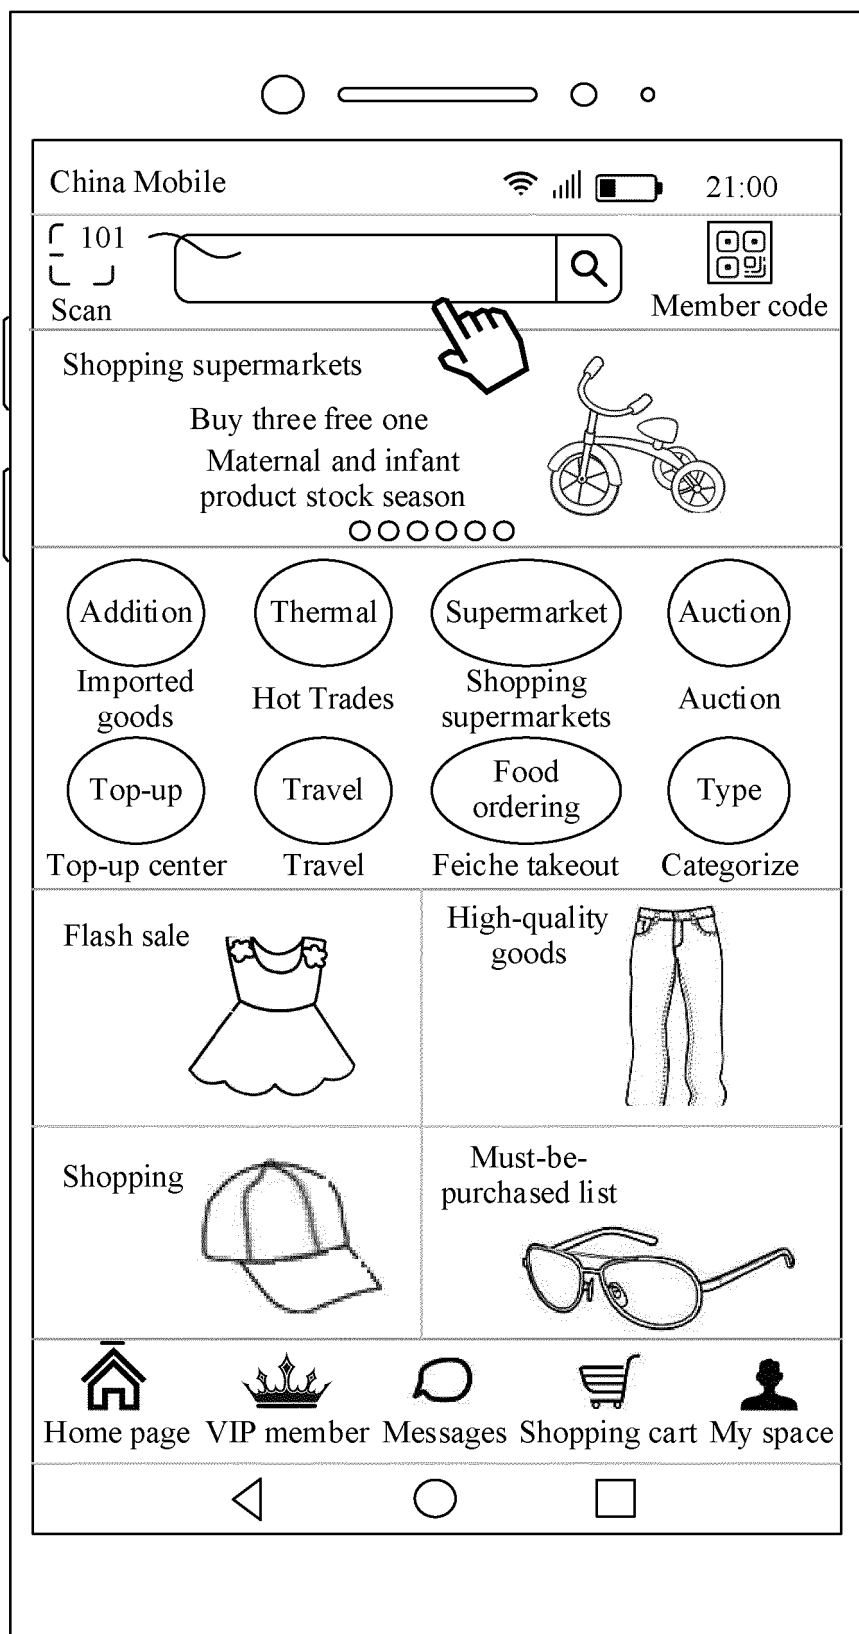 China Mobile
21:00
101
Scan
Member code
Shopping supermarkets
Buy three free one
Maternal and infant
product stock season
Addition
Thermal
Supermarket
Auction
Imported
goods
Hot Trades
Shopping
supermarkets
Auction
Top-up
Travel
Food
ordering
Type
Top-up center
Travel
Feiche takeout
Categorize
Flash sale
High-quality
goods
Shopping
Must-be-
purchased list
Home page
VIP member
Messages
Shopping cart
My space